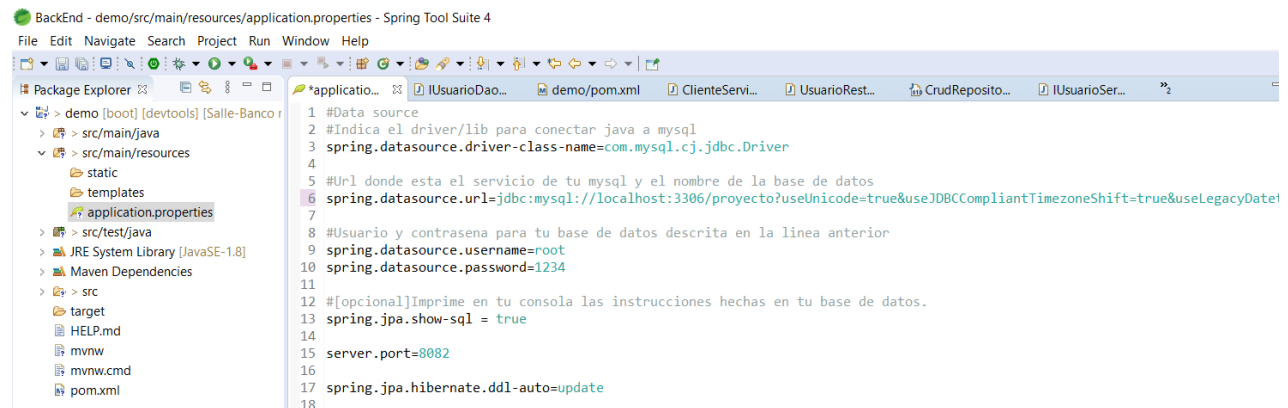 BackEnd - demo/src/main/resources/application.properties - Spring Tool Suite 4
File Edit Navigate Search Project Run Window Help
Package Explorer
*applicatio... IUsuarioDao... demo/pom.xml ClienteServi... UsuarioRest... CrudReposito... IUsuarioSer... »2
> demo [boot] [devtools] [Salle-Banco
> src/main/java
> src/main/resources
static
templates
application.properties
> src/test/java
JRE System Library [JavaSE-1.8]
Maven Dependencies
> src
target
HELP.md
mvnw
mvnw.cmd
pom.xml
1 #Data source
2 #Indica el driver/lib para conectar java a mysql
3 spring.datasource.driver-class-name=com.mysql.cj.jdbc.Driver
4
5 #Url donde esta el servicio de tu mysql y el nombre de la base de datos
6 spring.datasource.url=jdbc:mysql://localhost:3306/proyecto?useUnicode=true&useJDBCCompliantTimezoneShift=true&useLegacyDatet
7
8 #Usuario y contrasena para tu base de datos descrita en la linea anterior
9 spring.datasource.username=root
10 spring.datasource.password=1234
11
12 #[opcional]Imprime en tu consola las instrucciones hechas en tu base de datos.
13 spring.jpa.show-sql = true
14
15 server.port=8082
16
17 spring.jpa.hibernate.ddl-auto=update
18